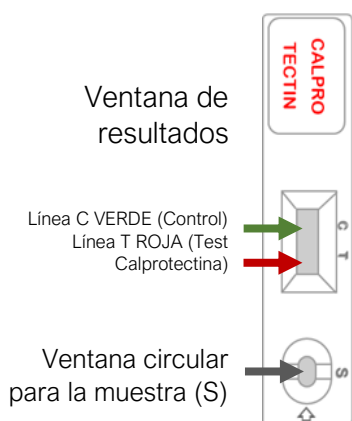 CALPRO
TECTIN
Ventana de
resultados
Línea C VERDE (Control)
Línea T ROJA (Test
Calprotectina)
C T
Ventana circular
para la muestra (S)
S